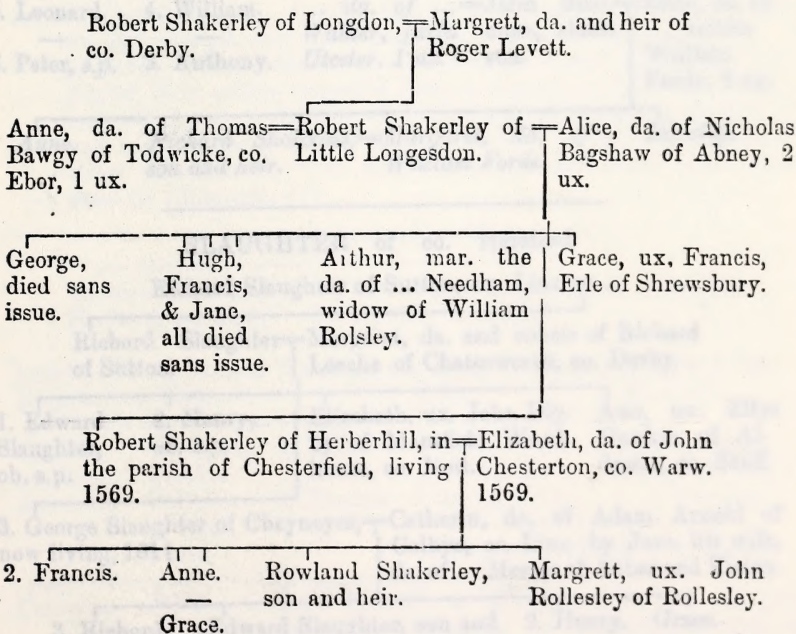 Robert Shakerley of Longdon,=Margrett, da. and heir of
co. Derby. Roger Levett.
Anne, da. of Thomas=Robert Shakerley of=Alice, da. of Nicholas
Bawgy of Todwicke, co. Little Longesdon. Bagshaw of Abney, 2
Ebor, 1 ux. ux.
George, Hugh, Arthur, mar. the Grace, ux. Francis,
died sans Francis, da. of ... Needham, Erle of Shrewsbury.
issue. & Jane, widow of William
all died Rolsley.
sans issue.
Robert Shakerley of Herberhill, in=Elizabeth, da. of John
the parish of Chesterfield, living Chesterton, co. Warw.
1569. 1569.
2. Francis. Anne. Rowland Shakerley, Margrett, ux. John
— son and heir. Rollesley of Rollesley.
Grace.